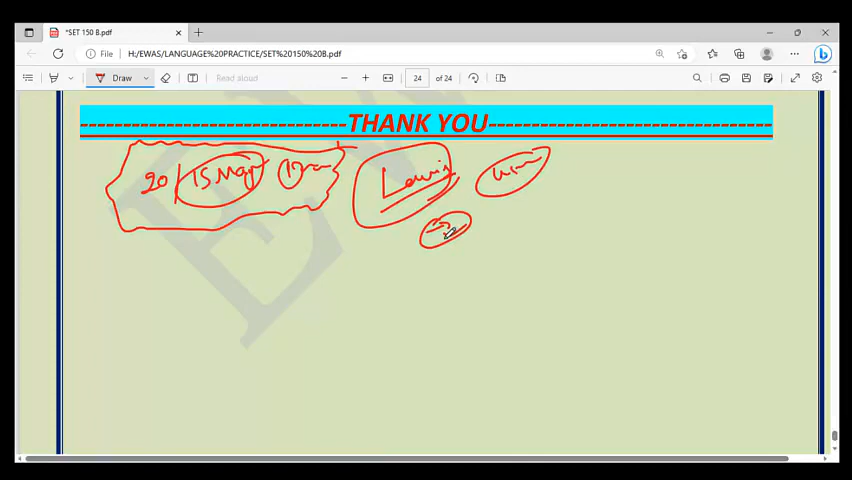 *SET 150 B.pdf
File H:/EWAS/LANGUAGE%20PRACTICE/SET%20150%20B.pdf
Draw Read aloud 24 of 24
THANK YOU
20 15 May